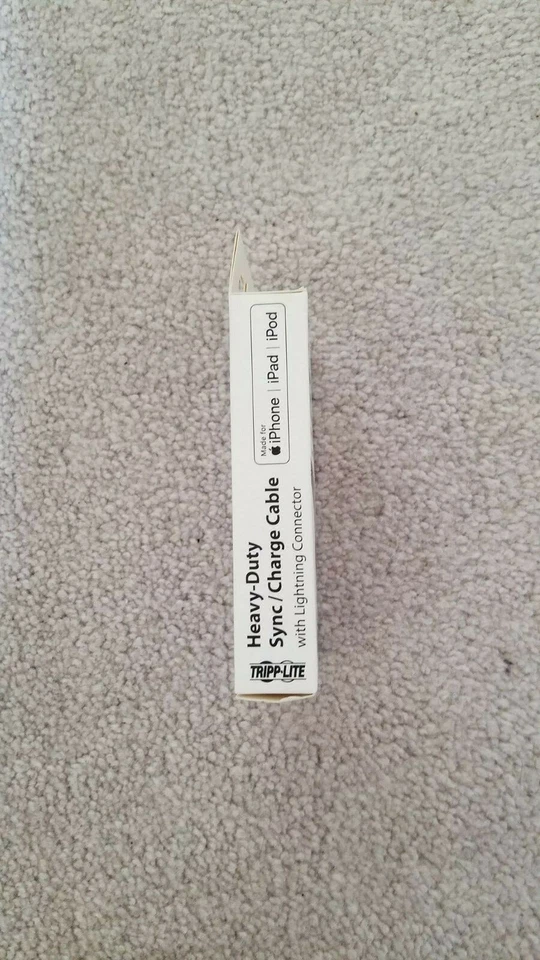 TRIPP-LITE
Heavy-Duty
Sync/Charge Cable
with Lightning Connector
Made for
iPhone | iPad | iPod